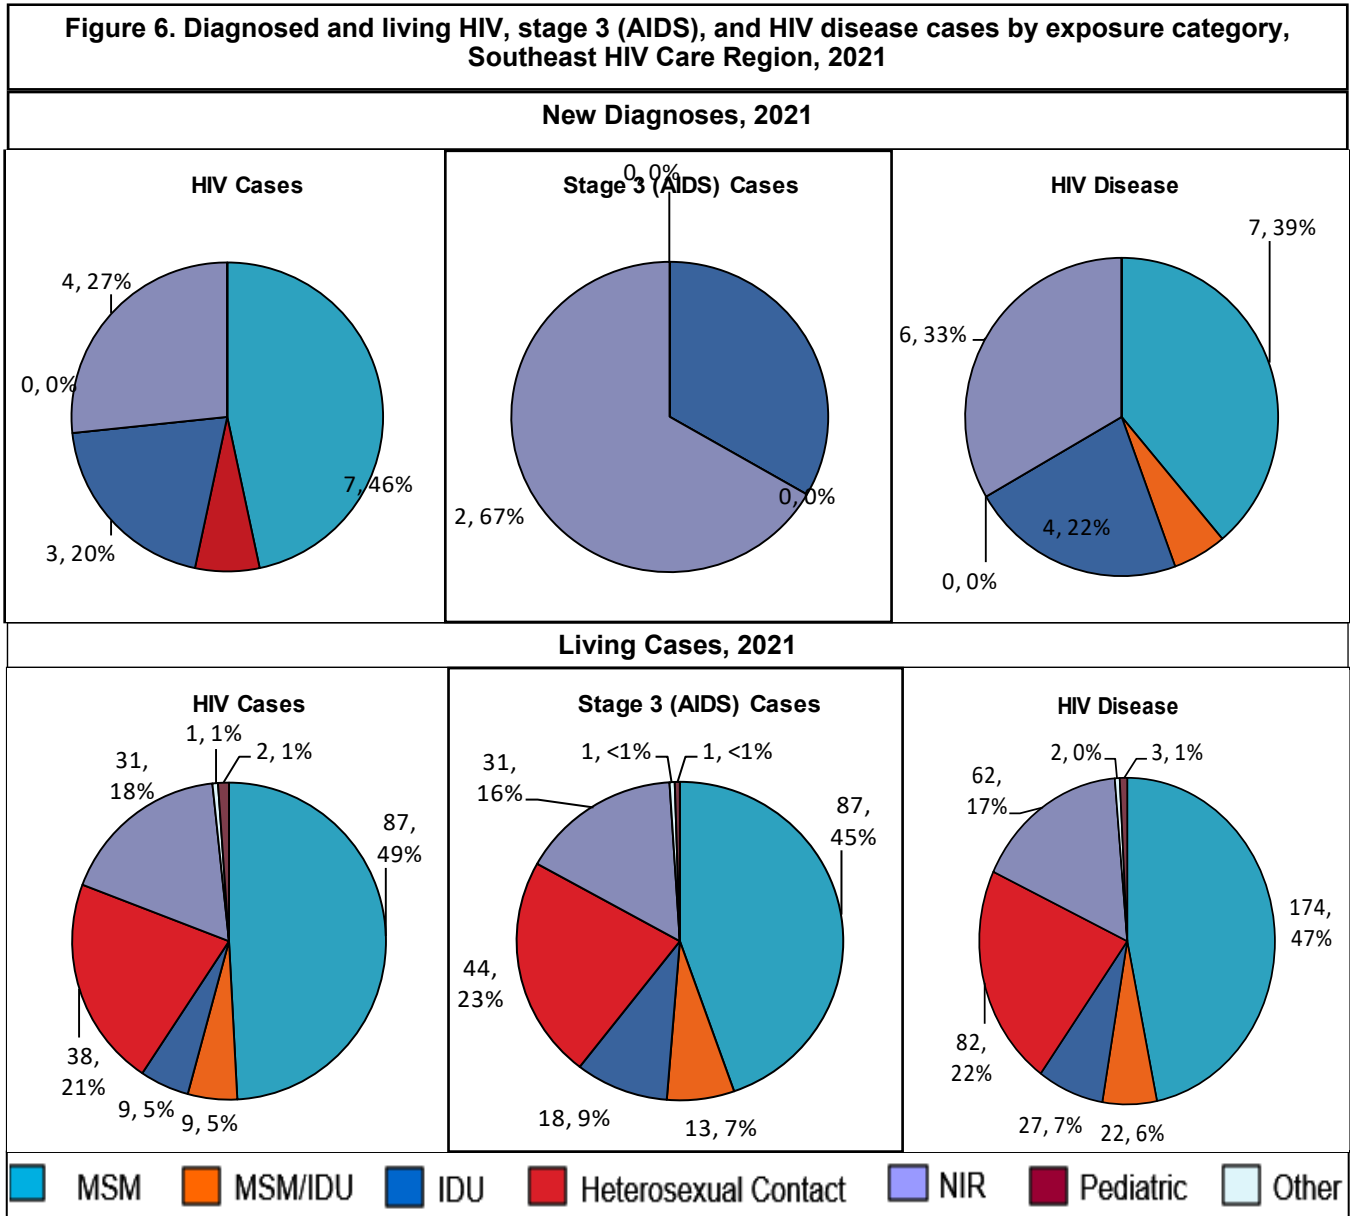 Figure 6. Diagnosed and living HIV, stage 3 (AIDS), and HIV disease cases by exposure category,
Southeast HIV Care Region, 2021
New Diagnoses, 2021
HIV Cases
4, 27%
0, 0%
7, 46%
3, 20%
Stage 3 (AIDS) Cases
0, 0%
0, 0%
2, 67%
HIV Disease
7, 39%
6, 33%
4, 22%
0, 0%
Living Cases, 2021
HIV Cases
1, 1%
2, 1%
31,
18%
87,
49%
38,
21%
9, 5%
9, 5%
Stage 3 (AIDS) Cases
1, <1%
1, <1%
31,
16%
87,
45%
44,
23%
18, 9%
13, 7%
HIV Disease
2, 0%
3, 1%
62,
17%
174,
47%
82,
22%
27, 7%
22, 6%
MSM
MSM/IDU
IDU
Heterosexual Contact
NIR
Pediatric
Other